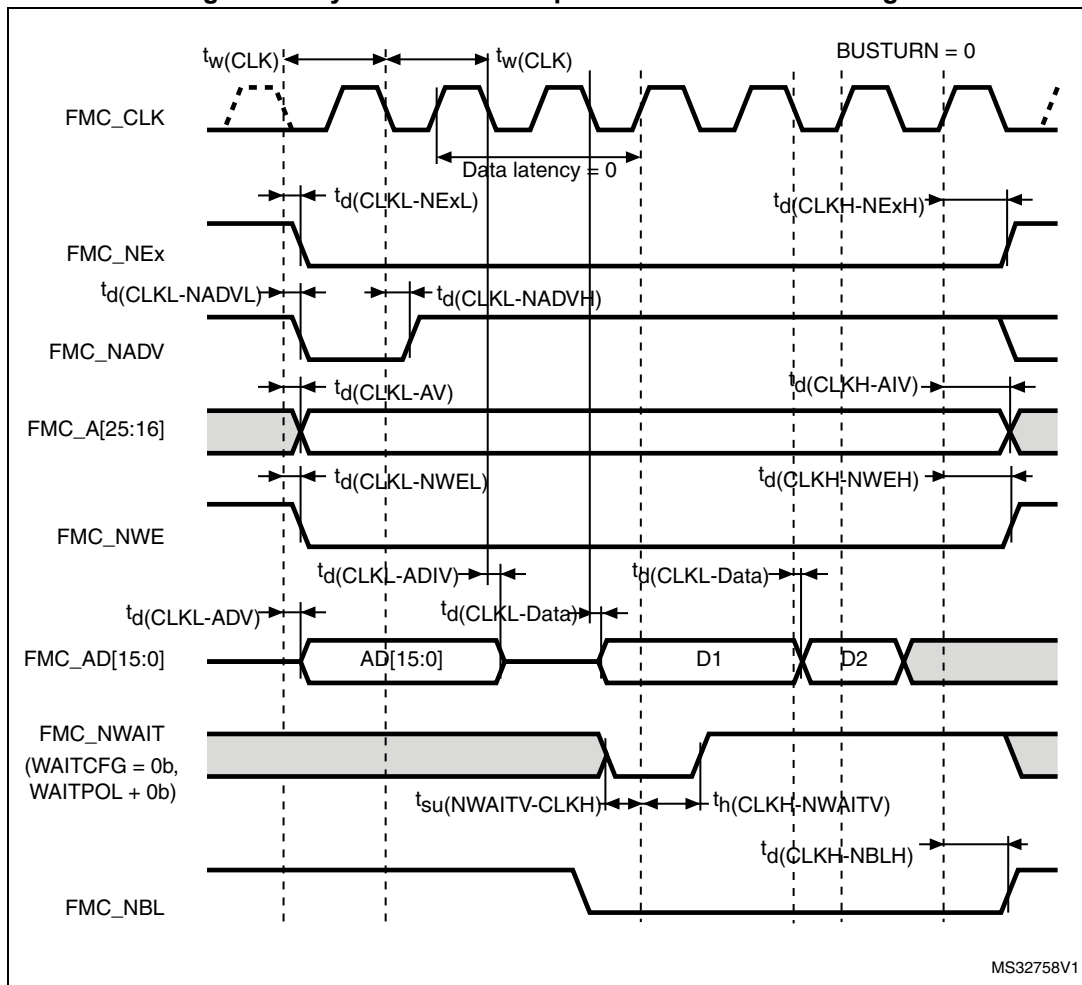 tw(CLK) tw(CLK) BUSTURN = 0
FMC_CLK
Data latency = 0
td(CLKL-NExL) td(CLKH-NExH)
FMC_NEx
td(CLKL-NADVL) td(CLKL-NADVH)
FMC_NADV
td(CLKL-AV) td(CLKH-AIV)
FMC_A[25:16]
td(CLKL-NWEL) td(CLKH-NWEH)
FMC_NWE
td(CLKL-ADIV) td(CLKL-Data)
td(CLKL-ADV) td(CLKL-Data)
FMC_AD[15:0] AD[15:0] D1 D2
FMC_NWAIT
(WAITCFG = 0b,
WAITPOL + 0b)
tsu(NWAITV-CLKH) th(CLKH-NWAITV)
td(CLKH-NBLH)
FMC_NBL
MS32758V1